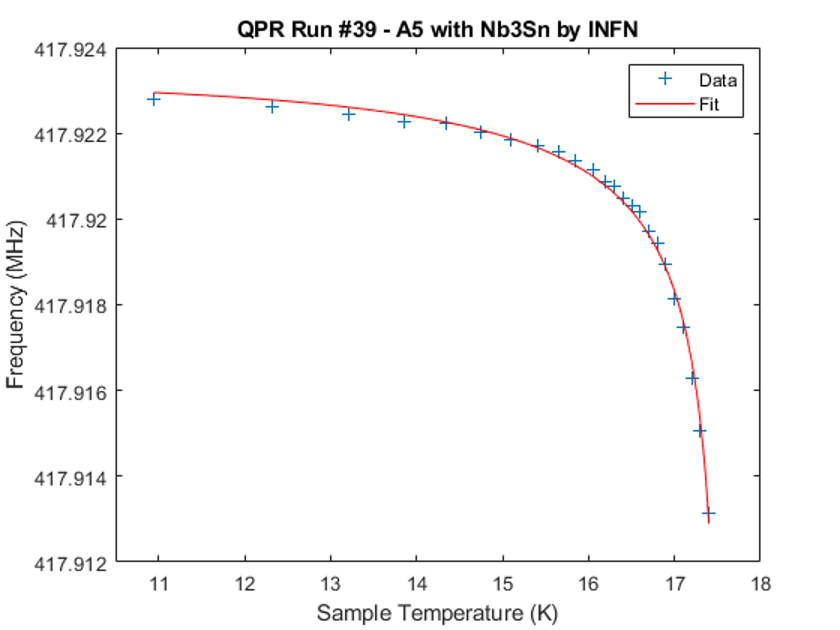 QPR Run #39 - A5 with Nb3Sn by INFN
417.924
417.922
417.92
417.918
417.916
417.914
417.912
Frequency (MHz)
Data
Fit
11 12 13 14 15 16 17 18
Sample Temperature (K)